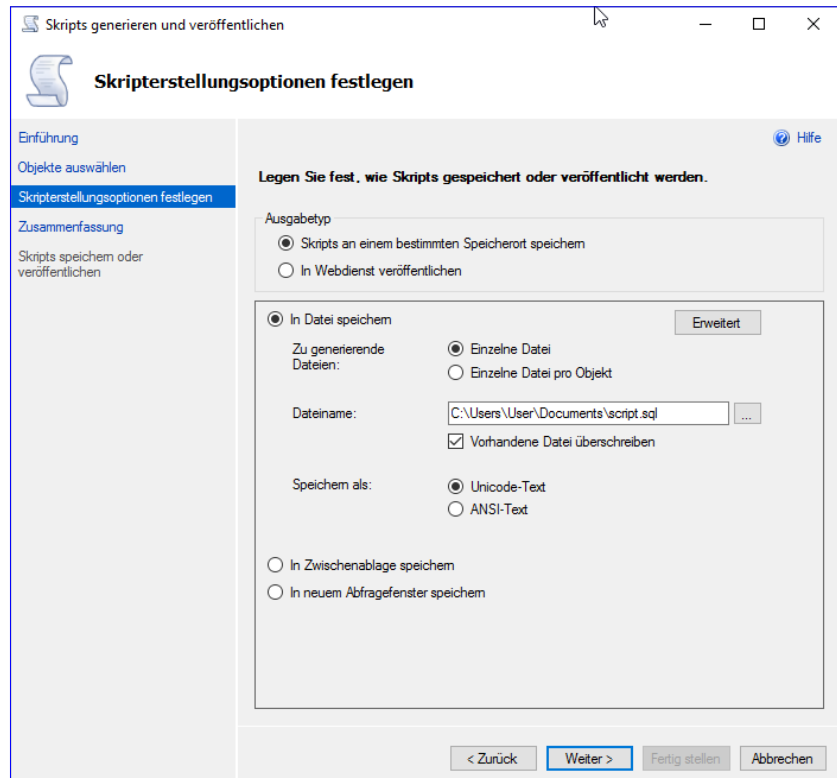 Skripts generieren und veröffentlichen
Skripterstellungsoptionen festlegen
Einführung
Objekte auswählen
Skripterstellungsoptionen festlegen
Zusammenfassung
Skripts speichern oder
veröffentlichen
Hilfe
Legen Sie fest, wie Skripts gespeichert oder veröffentlicht werden.
Ausgabetyp
Skripts an einem bestimmten Speicherort speichern
In Webdienst veröffentlichen
In Datei speichern
Erweitert
Zu generierende
Dateien:
Einzelne Datei
Einzelne Datei pro Objekt
Dateiname:
C:\Users\User\Documents\script.sql
...
Vorhandene Datei überschreiben
Speichern als:
Unicode-Text
ANSI-Text
In Zwischenablage speichern
In neuem Abfragefenster speichern
< Zurück
Weiter >
Fertig stellen
Abbrechen